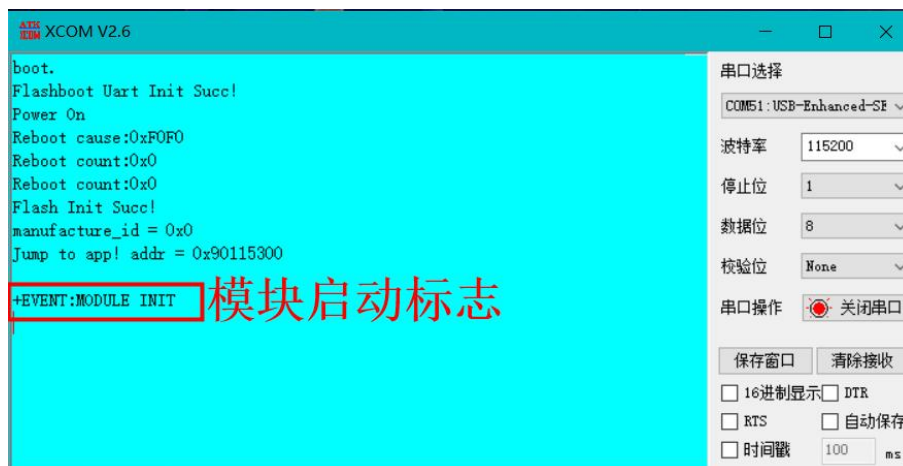 ATK
XCOM XCOM V2.6
boot.
Flashboot Uart Init Succ!
Power On
Reboot cause:0xF0F0
Reboot count:0x0
Reboot count:0x0
Flash Init Succ!
manufacture_id = 0x0
Jump to app! addr = 0x90115300
+EVENT:MODULE INIT 模块启动标志
串口选择
COM51:USB-Enhanced-SE
波特率 115200
停止位 1
数据位 8
校验位 None
串口操作 关闭串口
保存窗口 清除接收
16进制显示 DTR
RTS 自动保存
时间戳 100 ms